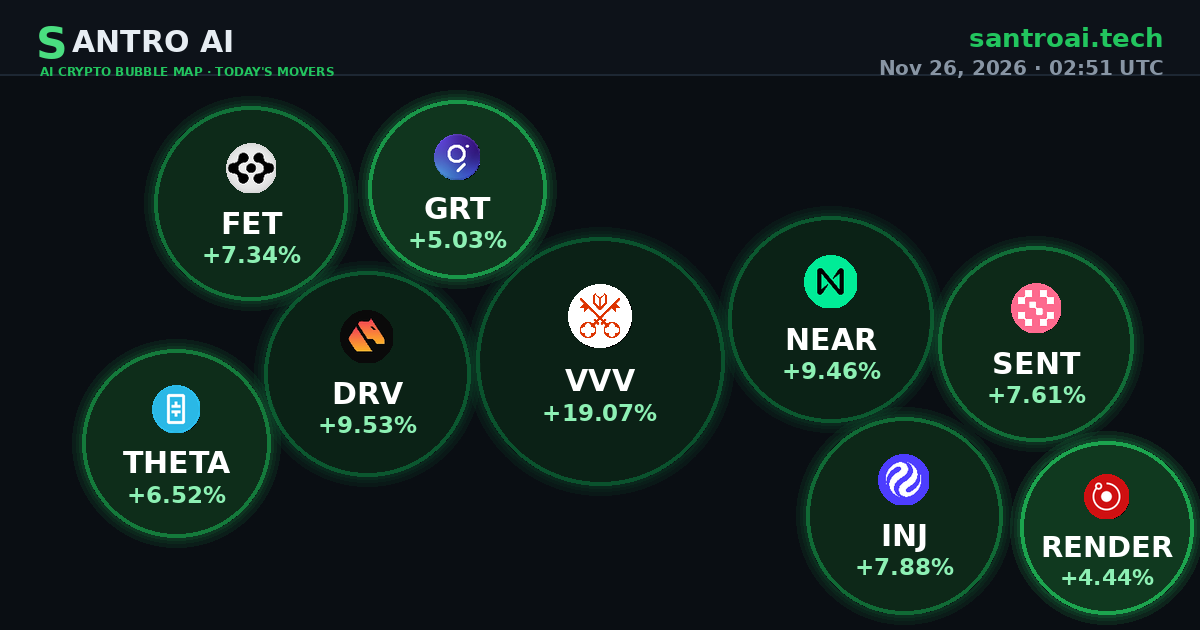 SANTRO AI
AI CRYPTO BUBBLE MAP · TODAY'S MOVERS
santroai.tech
Nov 26, 2026 · 02:51 UTC
FET
+7.34%
GRT
+5.03%
DRV
+9.53%
THETA
+6.52%
VVV
+19.07%
NEAR
+9.46%
SENT
+7.61%
INJ
+7.88%
RENDER
+4.44%